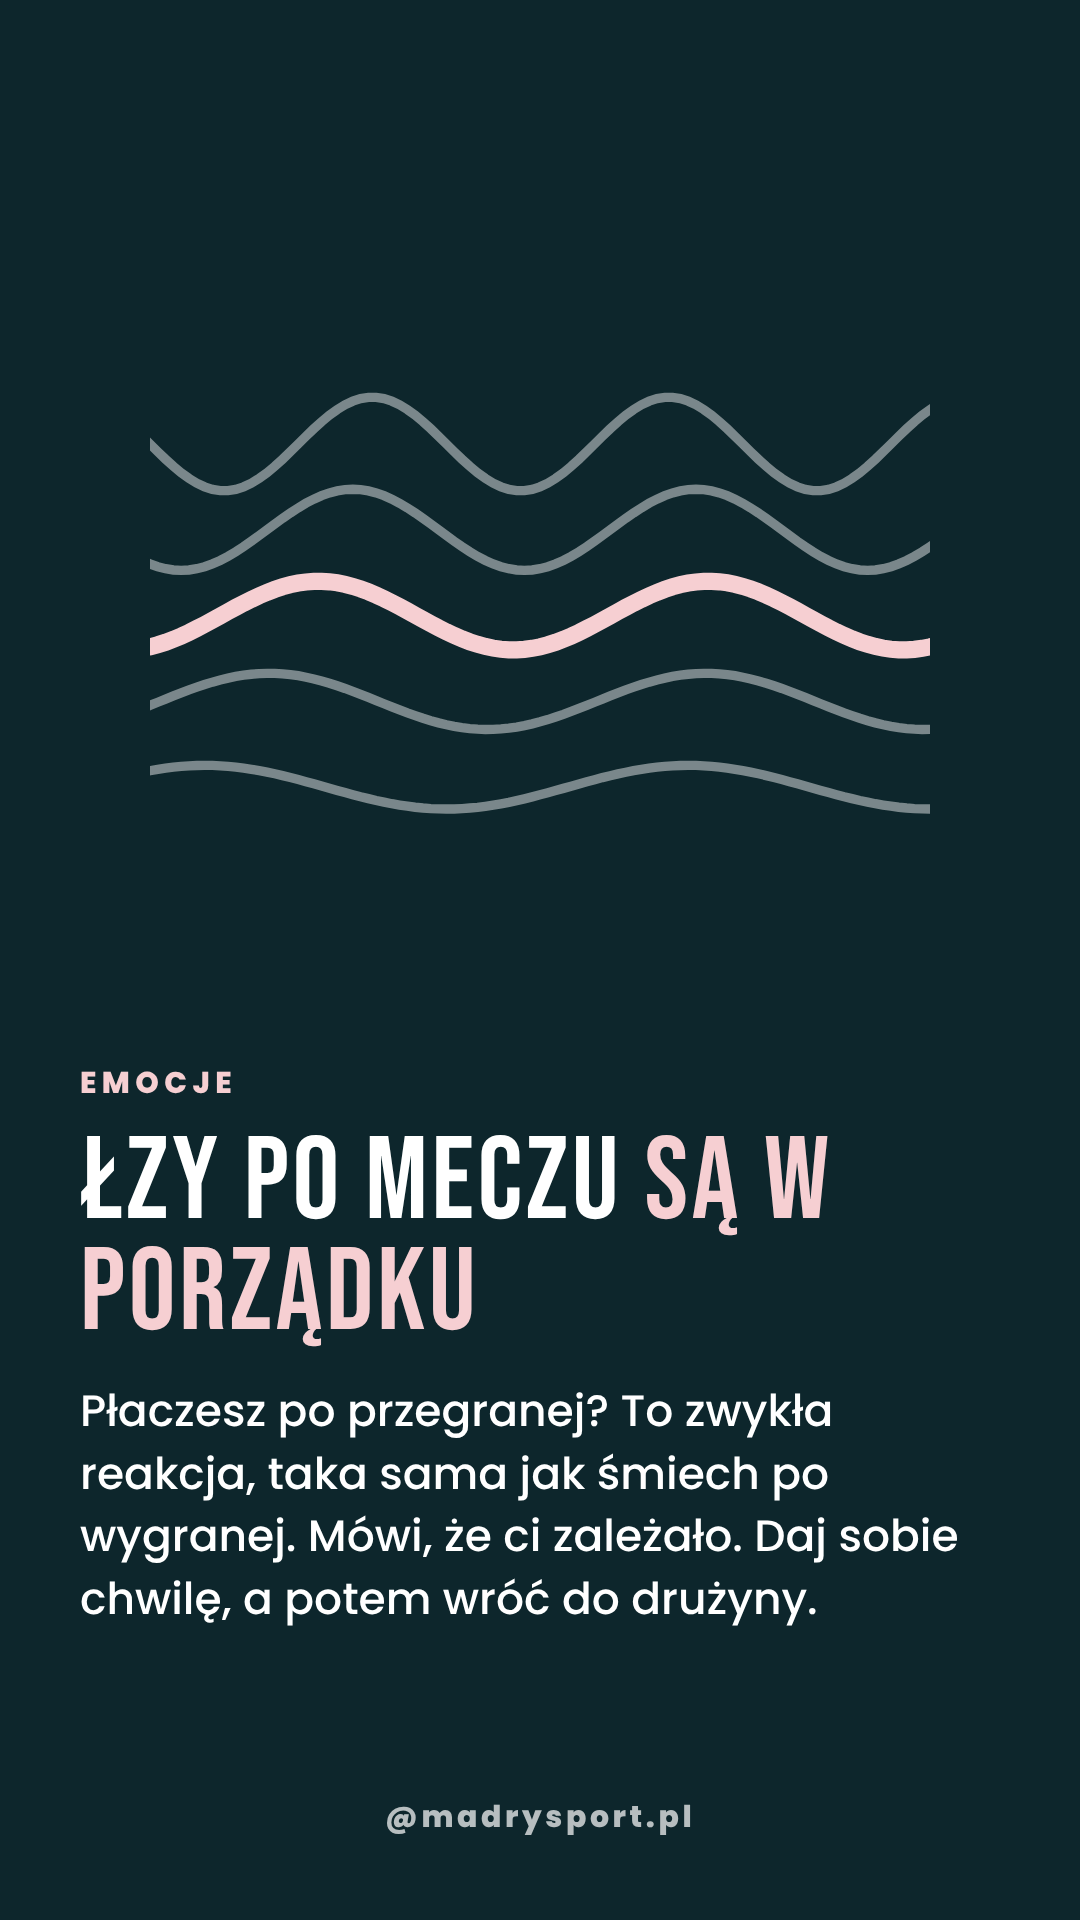 EMOCJE
ŁZY PO MECZU SĄ W
PORZĄDKU
Płaczesz po przegranej? To zwykła
reakcja, taka sama jak śmiech po
wygranej. Mówi, że ci zależało. Daj sobie
chwilę, a potem wróć do drużyny.
@madrysport.pl